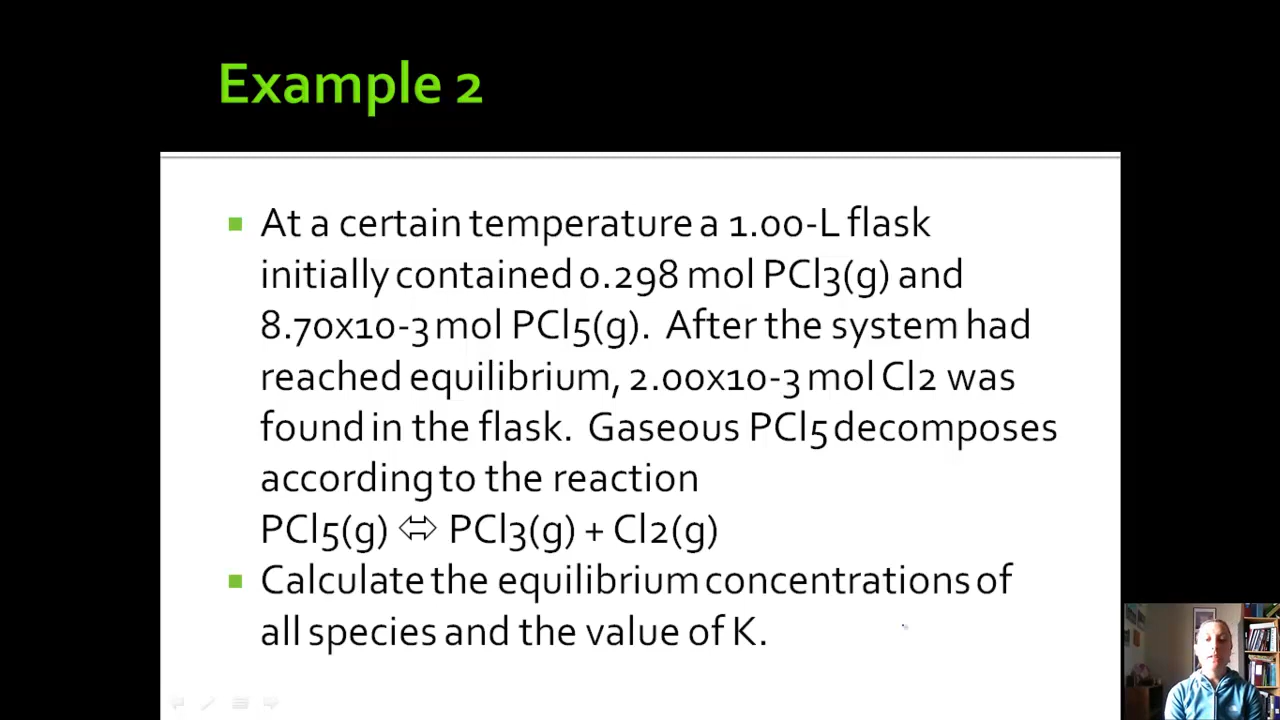 Example 2
At a certain temperature a 1.00-L flask
initially contained 0.298 mol PCl3(g) and
8.70x10-3 mol PCl5(g). After the system had
reached equilibrium, 2.00x10-3 mol Cl2 was
found in the flask. Gaseous PCl5 decomposes
according to the reaction
PCl5(g) ⬄ PCl3(g) + Cl2(g)
Calculate the equilibrium concentrations of
all species and the value of K.